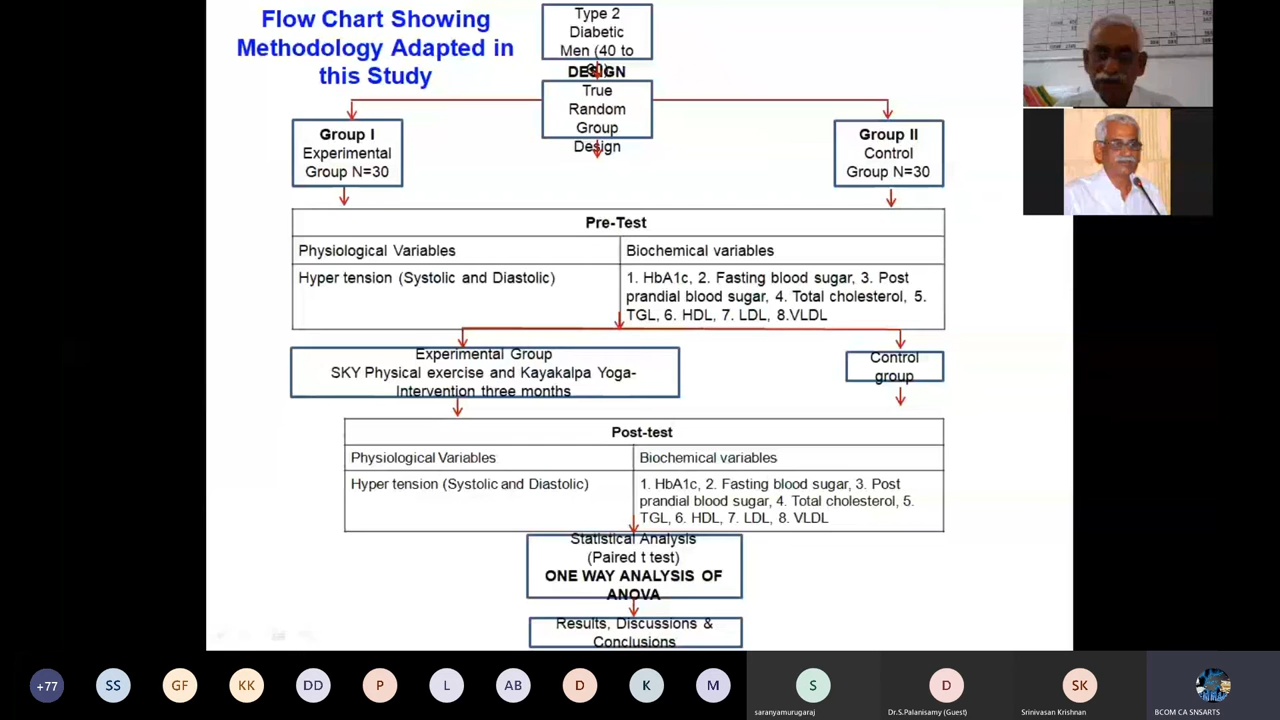 Flow Chart Showing
Methodology Adapted in
this Study
Type 2
Diabetic
Men (40 to
DESIGN
True
Random
Group
Design
Group I
Experimental
Group N=30
Group II
Control
Group N=30
Pre-Test
Physiological Variables
Biochemical variables
Hyper tension (Systolic and Diastolic)
1. HbA1c, 2. Fasting blood sugar, 3. Post
prandial blood sugar, 4. Total cholesterol, 5.
TGL, 6. HDL, 7. LDL, 8.VLDL
Experimental Group
SKY Physical exercise and Kayakalpa Yoga-
Intervention three months
Control
group
Post-test
Physiological Variables
Biochemical variables
Hyper tension (Systolic and Diastolic)
1. HbA1c, 2. Fasting blood sugar, 3. Post
prandial blood sugar, 4. Total cholesterol, 5.
TGL, 6. HDL, 7. LDL, 8. VLDL
Statistical Analysis
(Paired t test)
ONE WAY ANALYSIS OF
ANOVA
Results, Discussions &
Conclusions
+77
SS
GF
KK
DD
P
L
AB
D
K
M
S
D
SK
saranyamurugaraj
Dr.S.Palanisamy (Guest)
Srinivasan Krishnan
BCOM CA SNSARTS